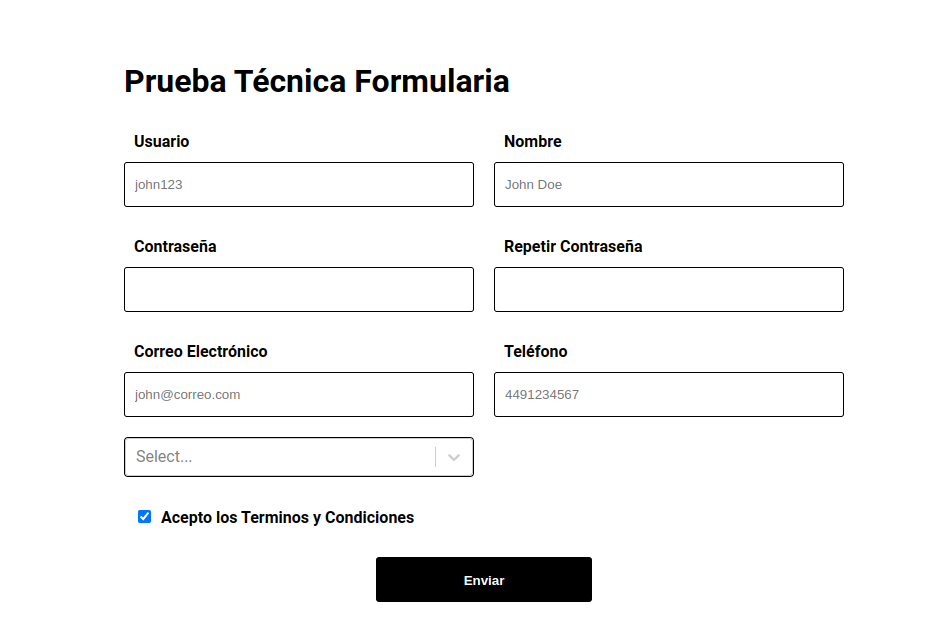 Prueba Técnica Formularia
Usuario
Nombre
john123
John Doe
Contraseña
Repetir Contraseña
Correo Electrónico
Teléfono
john@correo.com
4491234567
Select...
Acepto los Terminos y Condiciones
Enviar